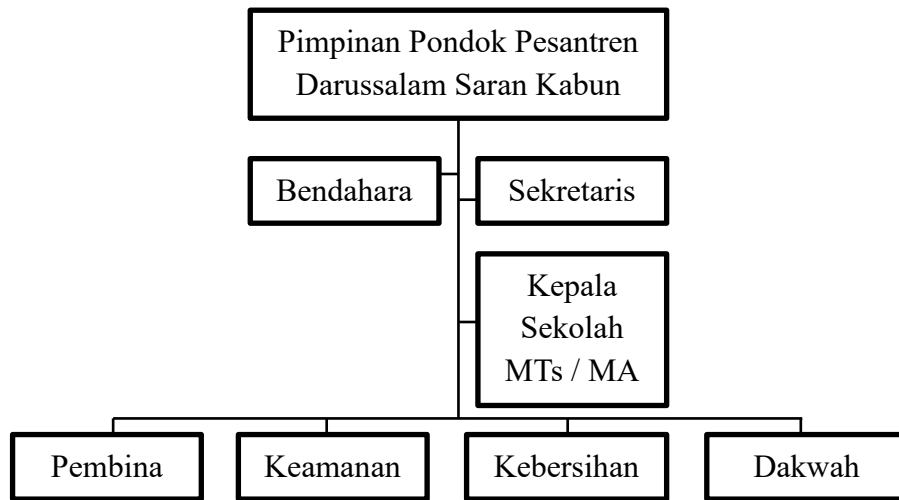 Pimpinan Pondok Pesantren
Darussalam Saran Kabun
Bendahara
Sekretaris
Kepala
Sekolah
MTs / MA
Pembina
Keamanan
Kebersihan
Dakwah